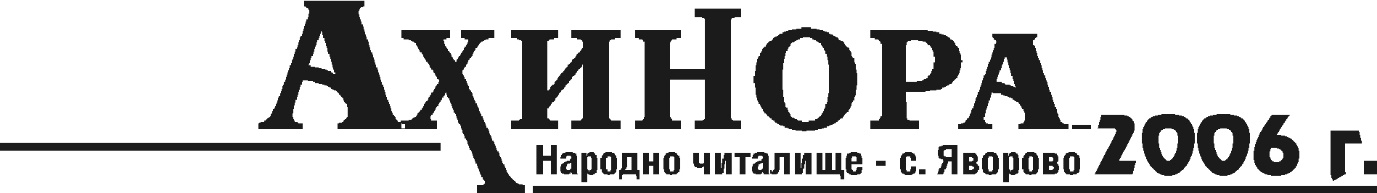 АхиНОРА - 2006 г.
Народно читалище - с. Яворово